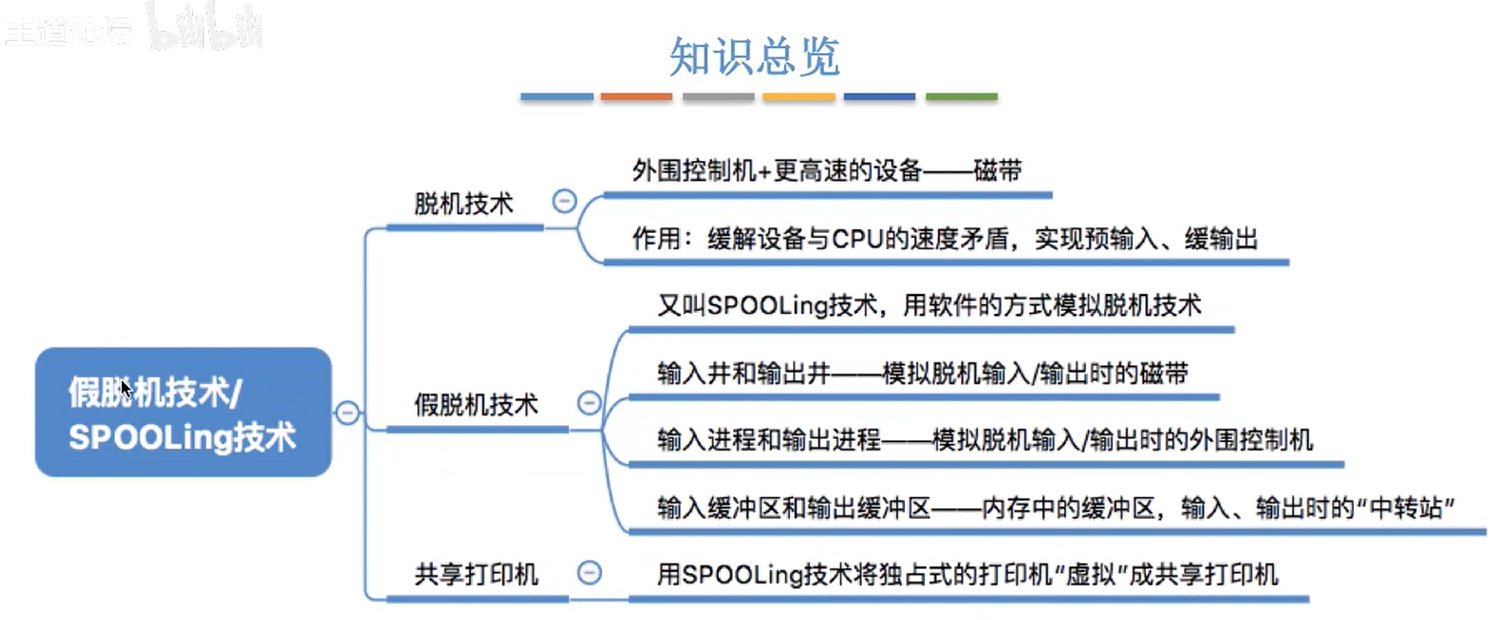 王道论坛 bilibili
知识总览
外围控制机+更高速的设备——磁带
脱机技术
作用：缓解设备与CPU的速度矛盾，实现预输入、缓输出
又叫SPOOLing技术，用软件的方式模拟脱机技术
输入井和输出井——模拟脱机输入/输出时的磁带
假脱机技术/
SPOOLing技术
假脱机技术
输入进程和输出进程——模拟脱机输入/输出时的外围控制机
输入缓冲区和输出缓冲区——内存中的缓冲区，输入、输出时的“中转站”
共享打印机
用SPOOLing技术将独占式的打印机“虚拟”成共享打印机